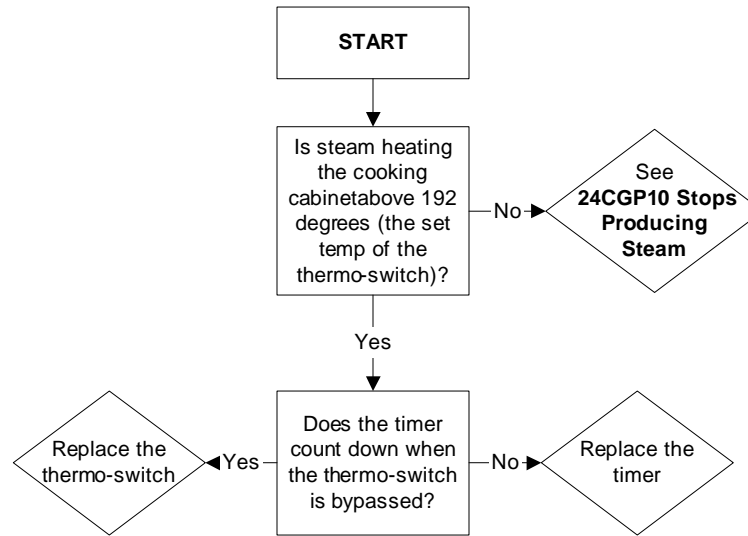 START
Is steam heating
the cooking
cabinetabove 192
degrees (the set
temp of the
thermo-switch)?
No
See
24CGP10 Stops
Producing
Steam
Yes
Does the timer
count down when
the thermo-switch
is bypassed?
Yes
Replace the
thermo-switch
No
Replace the
timer